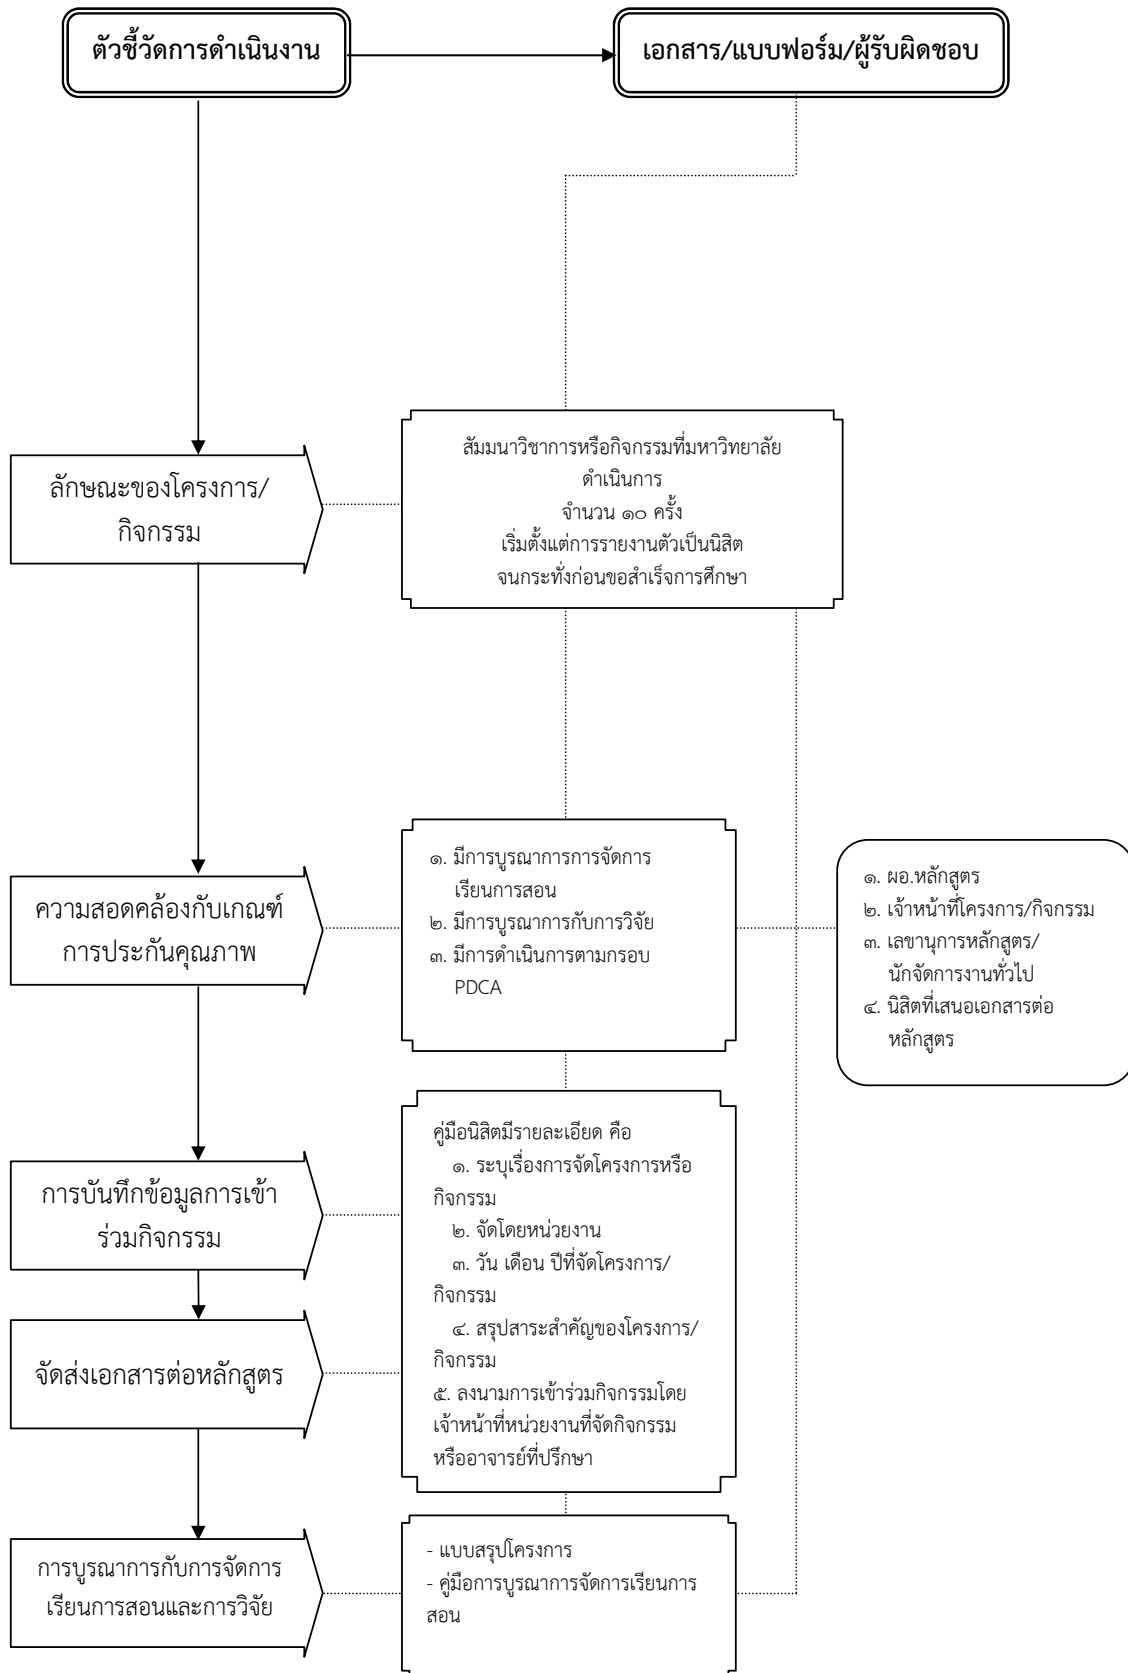 ตัวชี้วัดการดำเนินงาน
เอกสาร/แบบฟอร์ม/ผู้รับผิดชอบ
ลักษณะของโครงการ/
กิจกรรม
สัมมนาวิชาการหรือกิจกรรมที่มหาวิทยาลัย
ดำเนินการ
จำนวน ๑๐ ครั้ง
เริ่มตั้งแต่การรายงานตัวเป็นนิสิต
จนกระทั่งก่อนขอสำเร็จการศึกษา
ความสอดคล้องกับเกณฑ์
การประกันคุณภาพ
๑. มีการบูรณาการการจัดการ
เรียนการสอน
๒. มีการบูรณาการกับการวิจัย
๓. มีการดำเนินการตามกรอบ
PDCA
๑. ผอ.หลักสูตร
๒. เจ้าหน้าที่โครงการ/กิจกรรม
๓. เลขานุการหลักสูตร/
นักจัดการงานทั่วไป
๔. นิสิตที่เสนอเอกสารต่อ
หลักสูตร
การบันทึกข้อมูลการเข้า
ร่วมกิจกรรม
คู่มือนิสิตมีรายละเอียด คือ
๑. ระบุเรื่องการจัดโครงการหรือ
กิจกรรม
๒. จัดโดยหน่วยงาน
๓. วัน เดือน ปีที่จัดโครงการ/
กิจกรรม
๔. สรุปสาระสำคัญของโครงการ/
กิจกรรม
๕. ลงนามการเข้าร่วมกิจกรรมโดย
เจ้าหน้าที่หน่วยงานที่จัดกิจกรรม
หรืออาจารย์ที่ปรึกษา
จัดส่งเอกสารต่อหลักสูตร
การบูรณาการกับการจัดการ
เรียนการสอนและการวิจัย
- แบบสรุปโครงการ
- คู่มือการบูรณาการจัดการเรียนการ
สอน